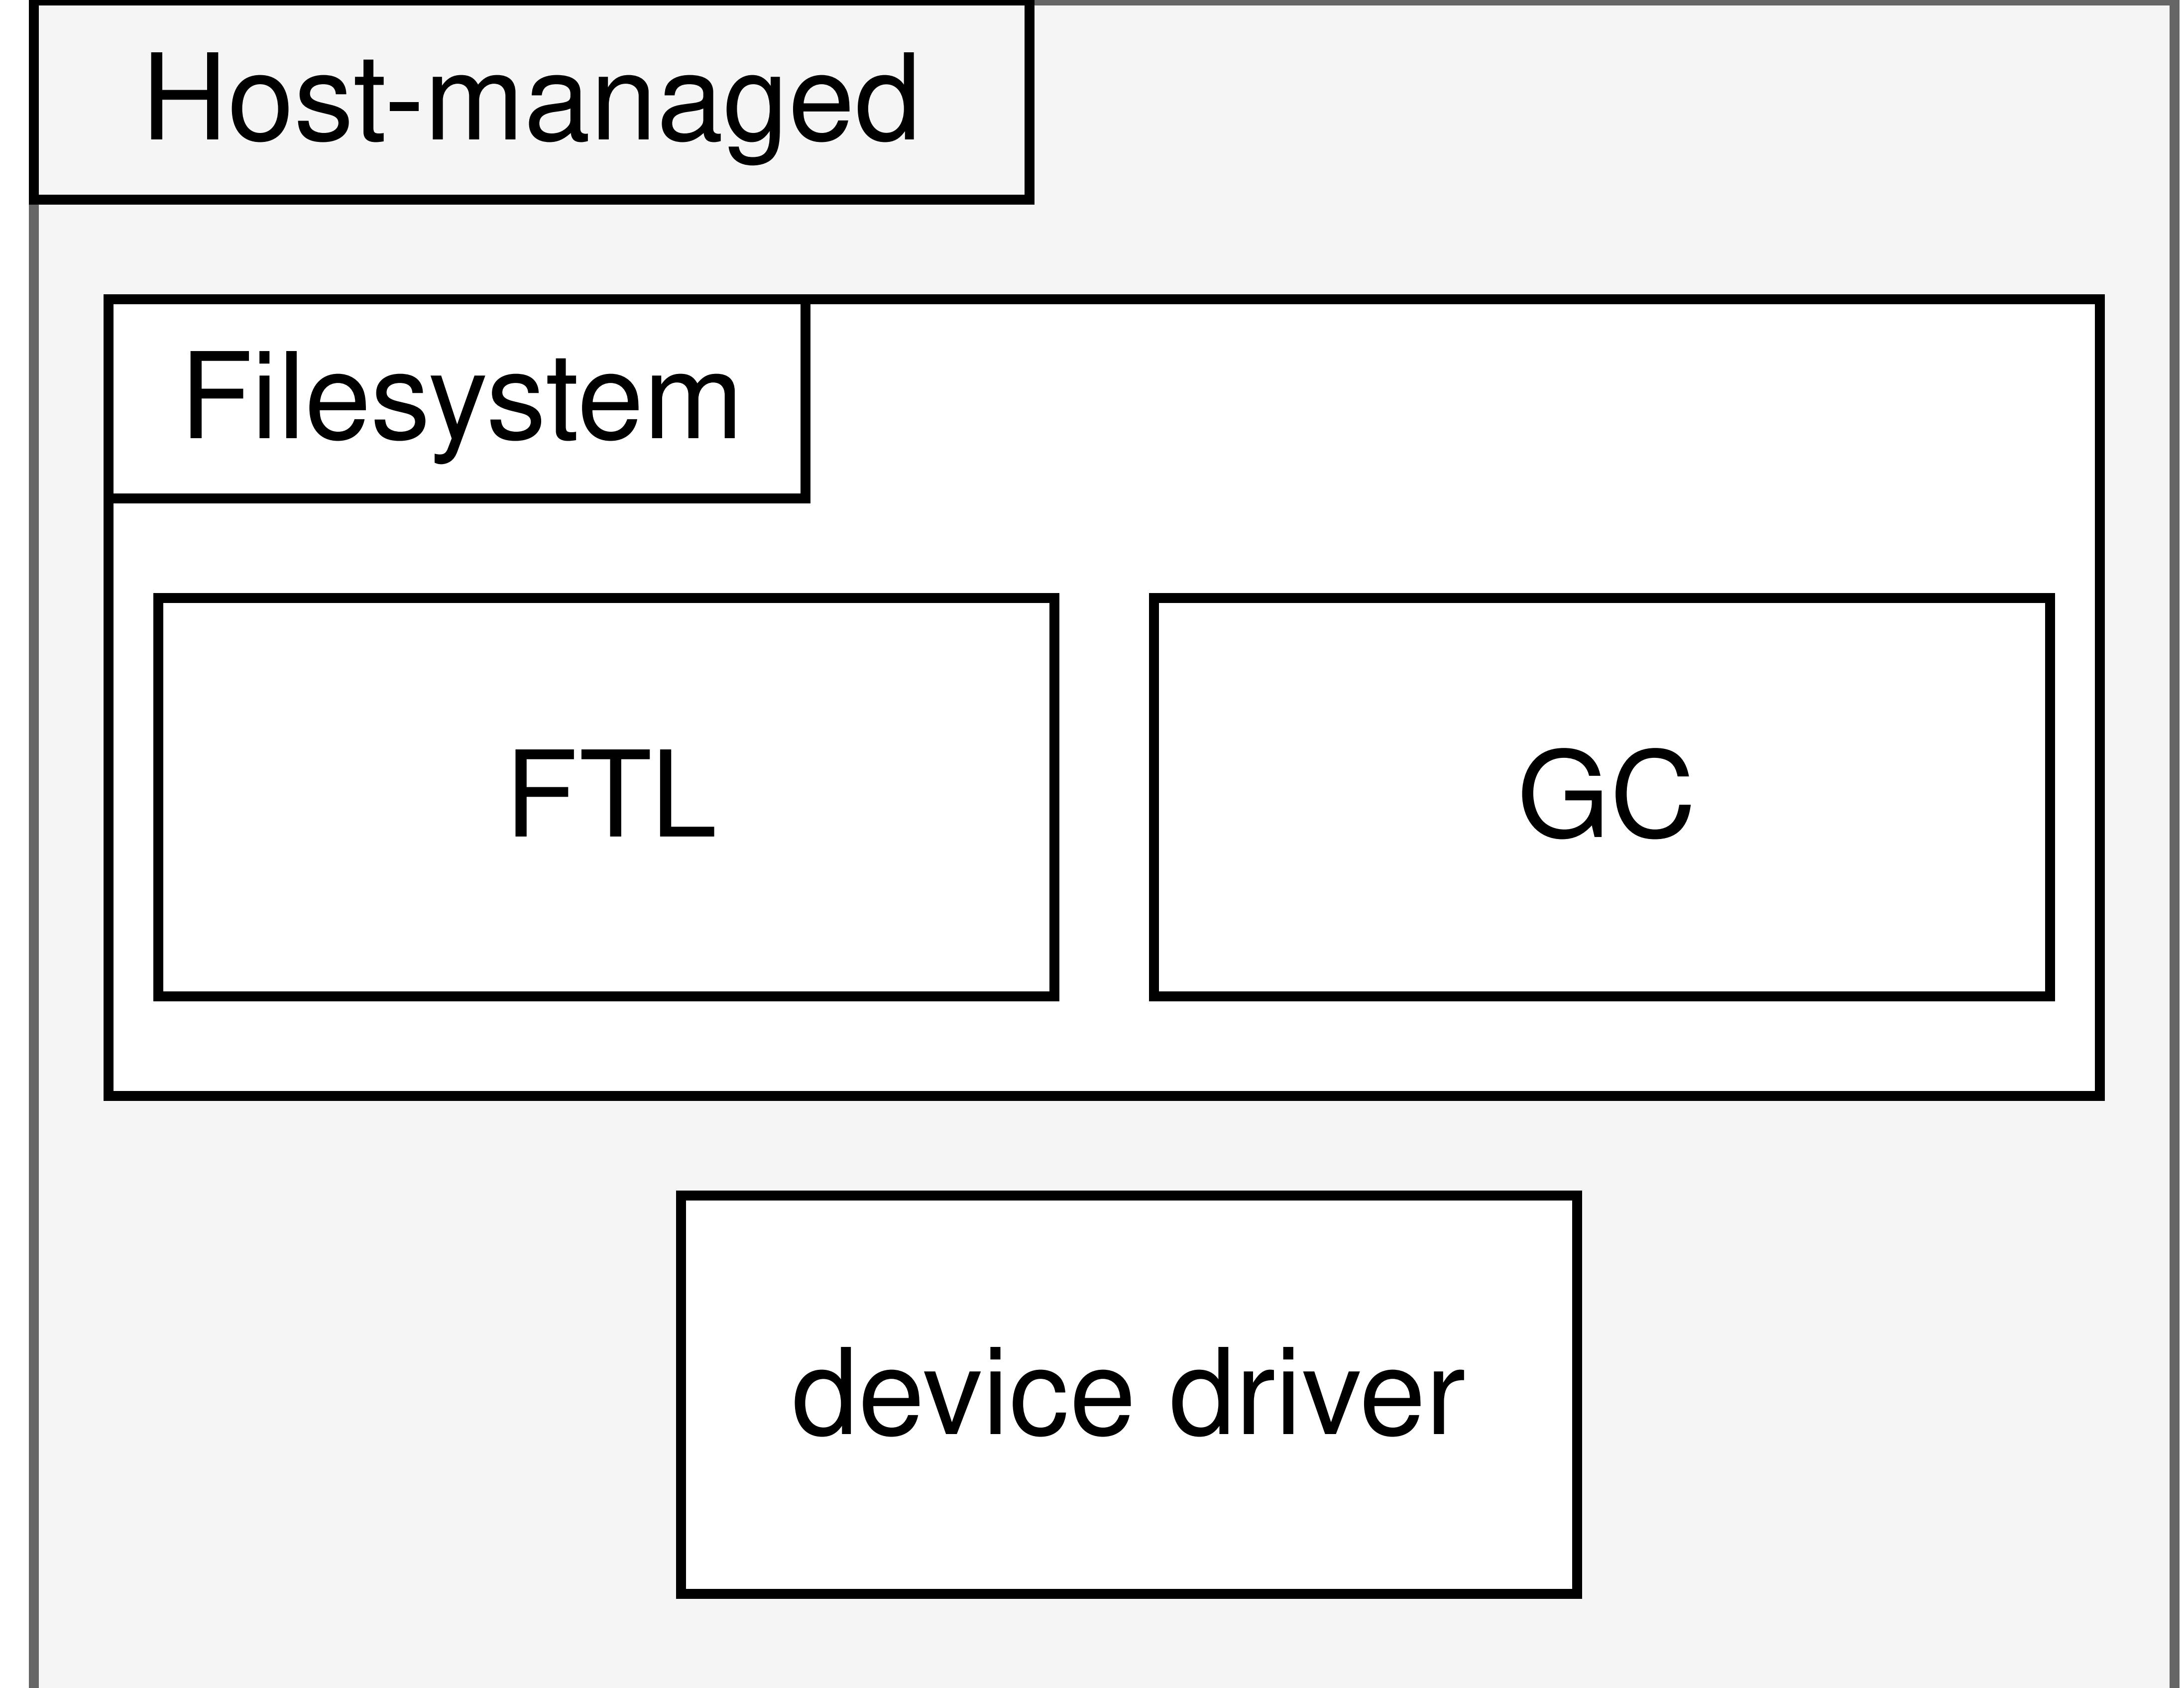 Host-managed
Filesystem
FTL
GC
device driver